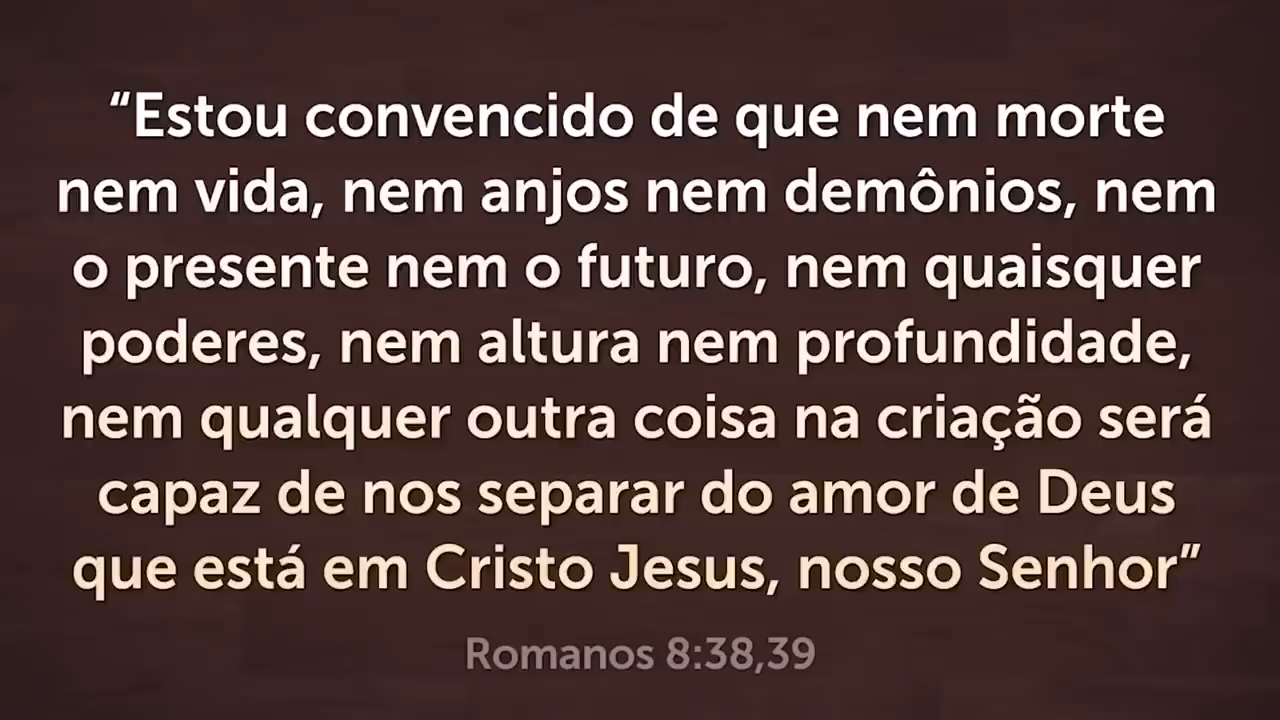 “Estou convencido de que nem morte
nem vida, nem anjos nem demônios, nem
o presente nem o futuro, nem quaisquer
poderes, nem altura nem profundidade,
nem qualquer outra coisa na criação será
capaz de nos separar do amor de Deus
que está em Cristo Jesus, nosso Senhor”
Romanos 8:38,39